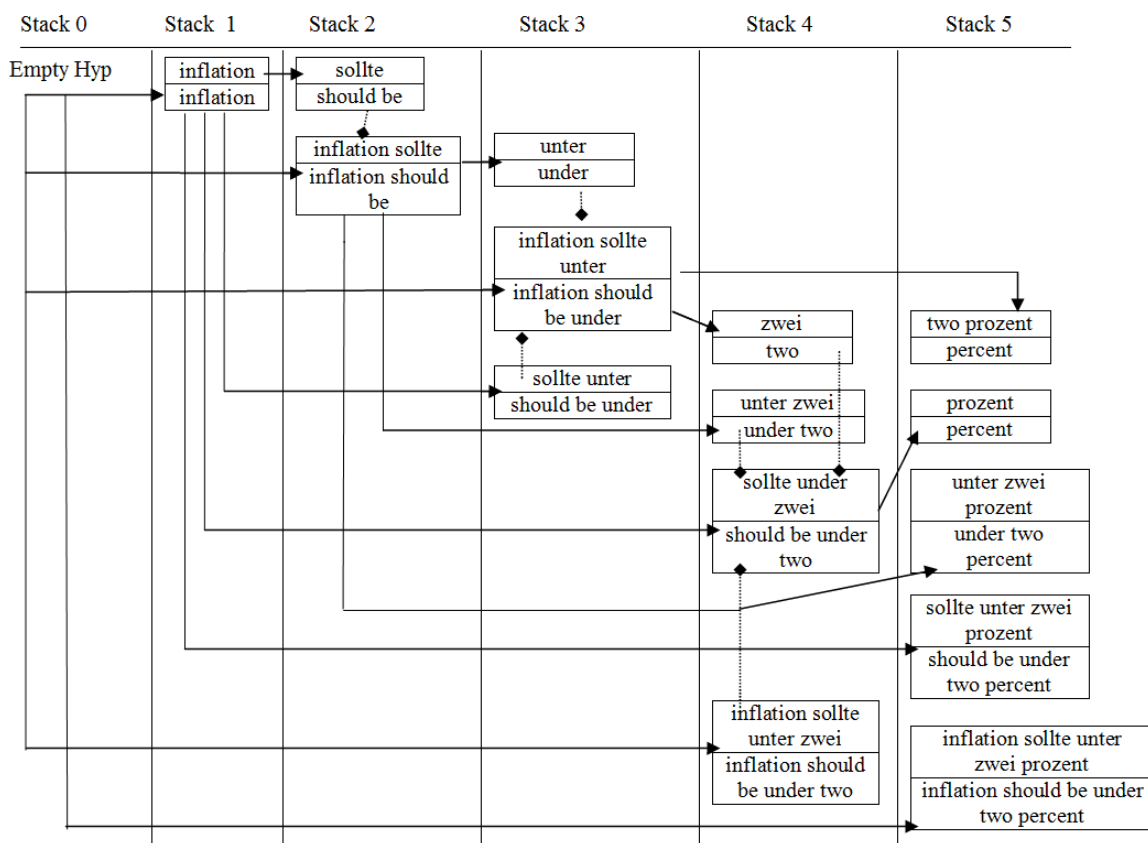 Stack 0
Stack 1
Stack 2
Stack 3
Stack 4
Stack 5
Empty Hyp
inflation
inflation
sollte
should be
inflation sollte
inflation should
be
unter
under
inflation sollte
unter
inflation should
be under
sollte unter
should be under
zwei
two
unter zwei
under two
sollte under
zwei
should be under
two
inflation sollte
unter zwei
inflation should
be under two
two prozent
percent
prozent
percent
unter zwei
prozent
under two
percent
sollte unter zwei
prozent
should be under
two percent
inflation sollte unter
zwei prozent
inflation should be under
two percent